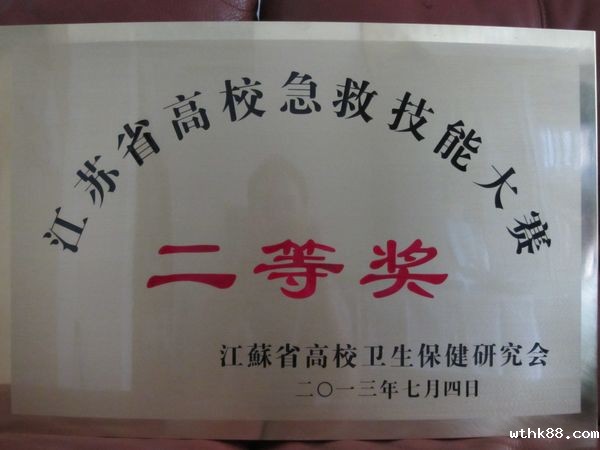 江苏省高校急救技能大赛
二等奖
江蘇省高校卫生保健研究会
二〇一三年七月四日
wthk88.com